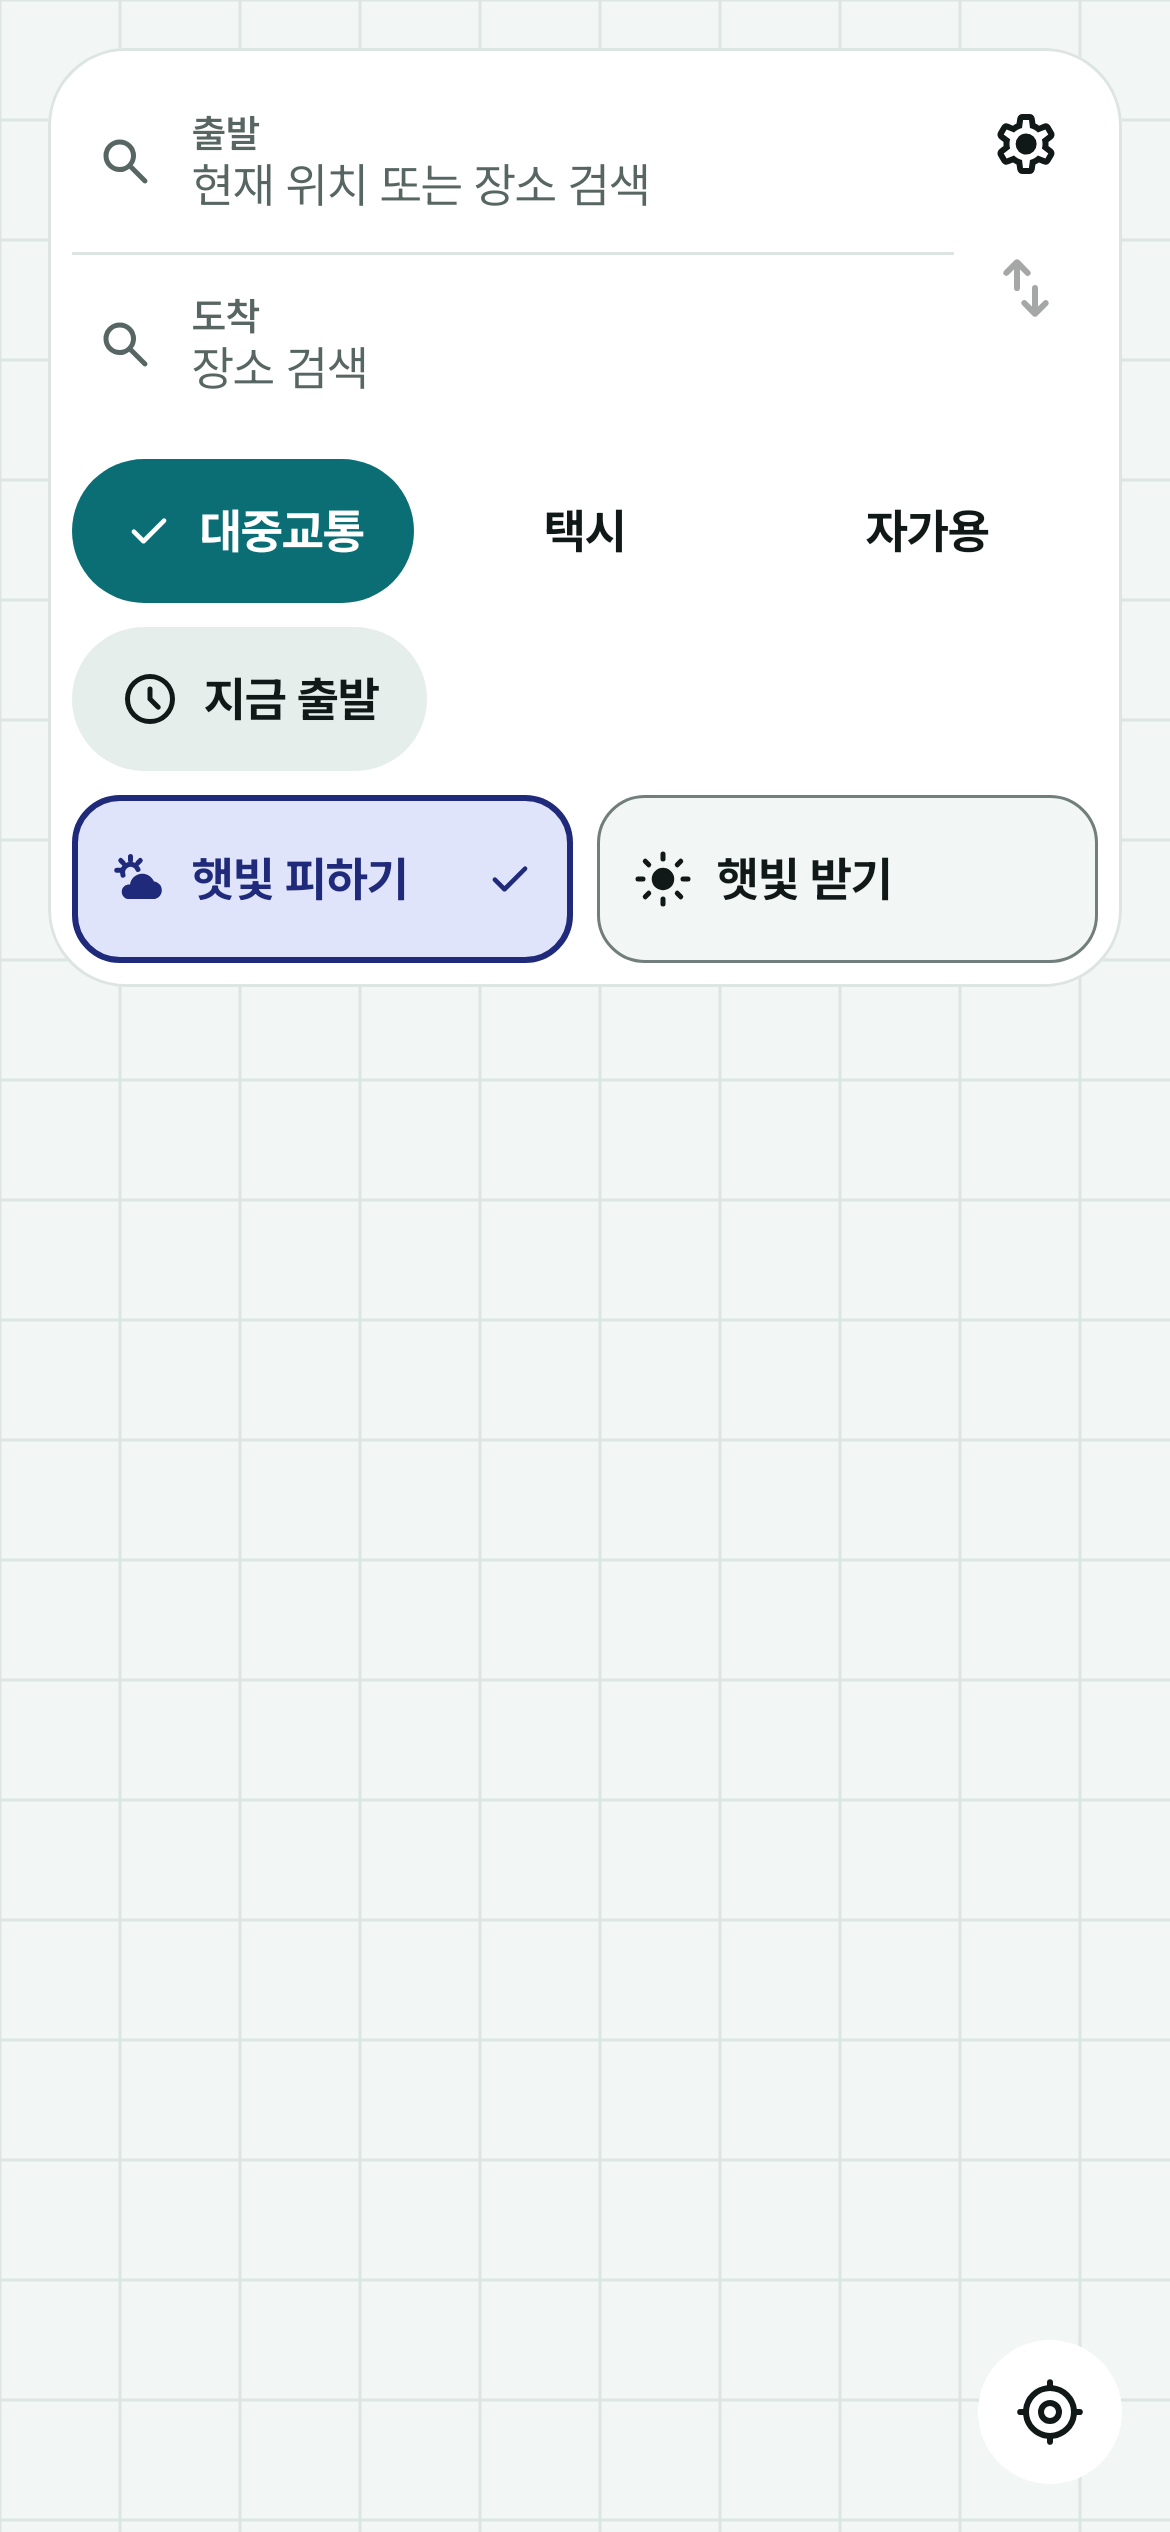 출발
현재 위치 또는 장소 검색
도착
장소 검색
대중교통
택시
자가용
지금 출발
햇빛 피하기
햇빛 받기